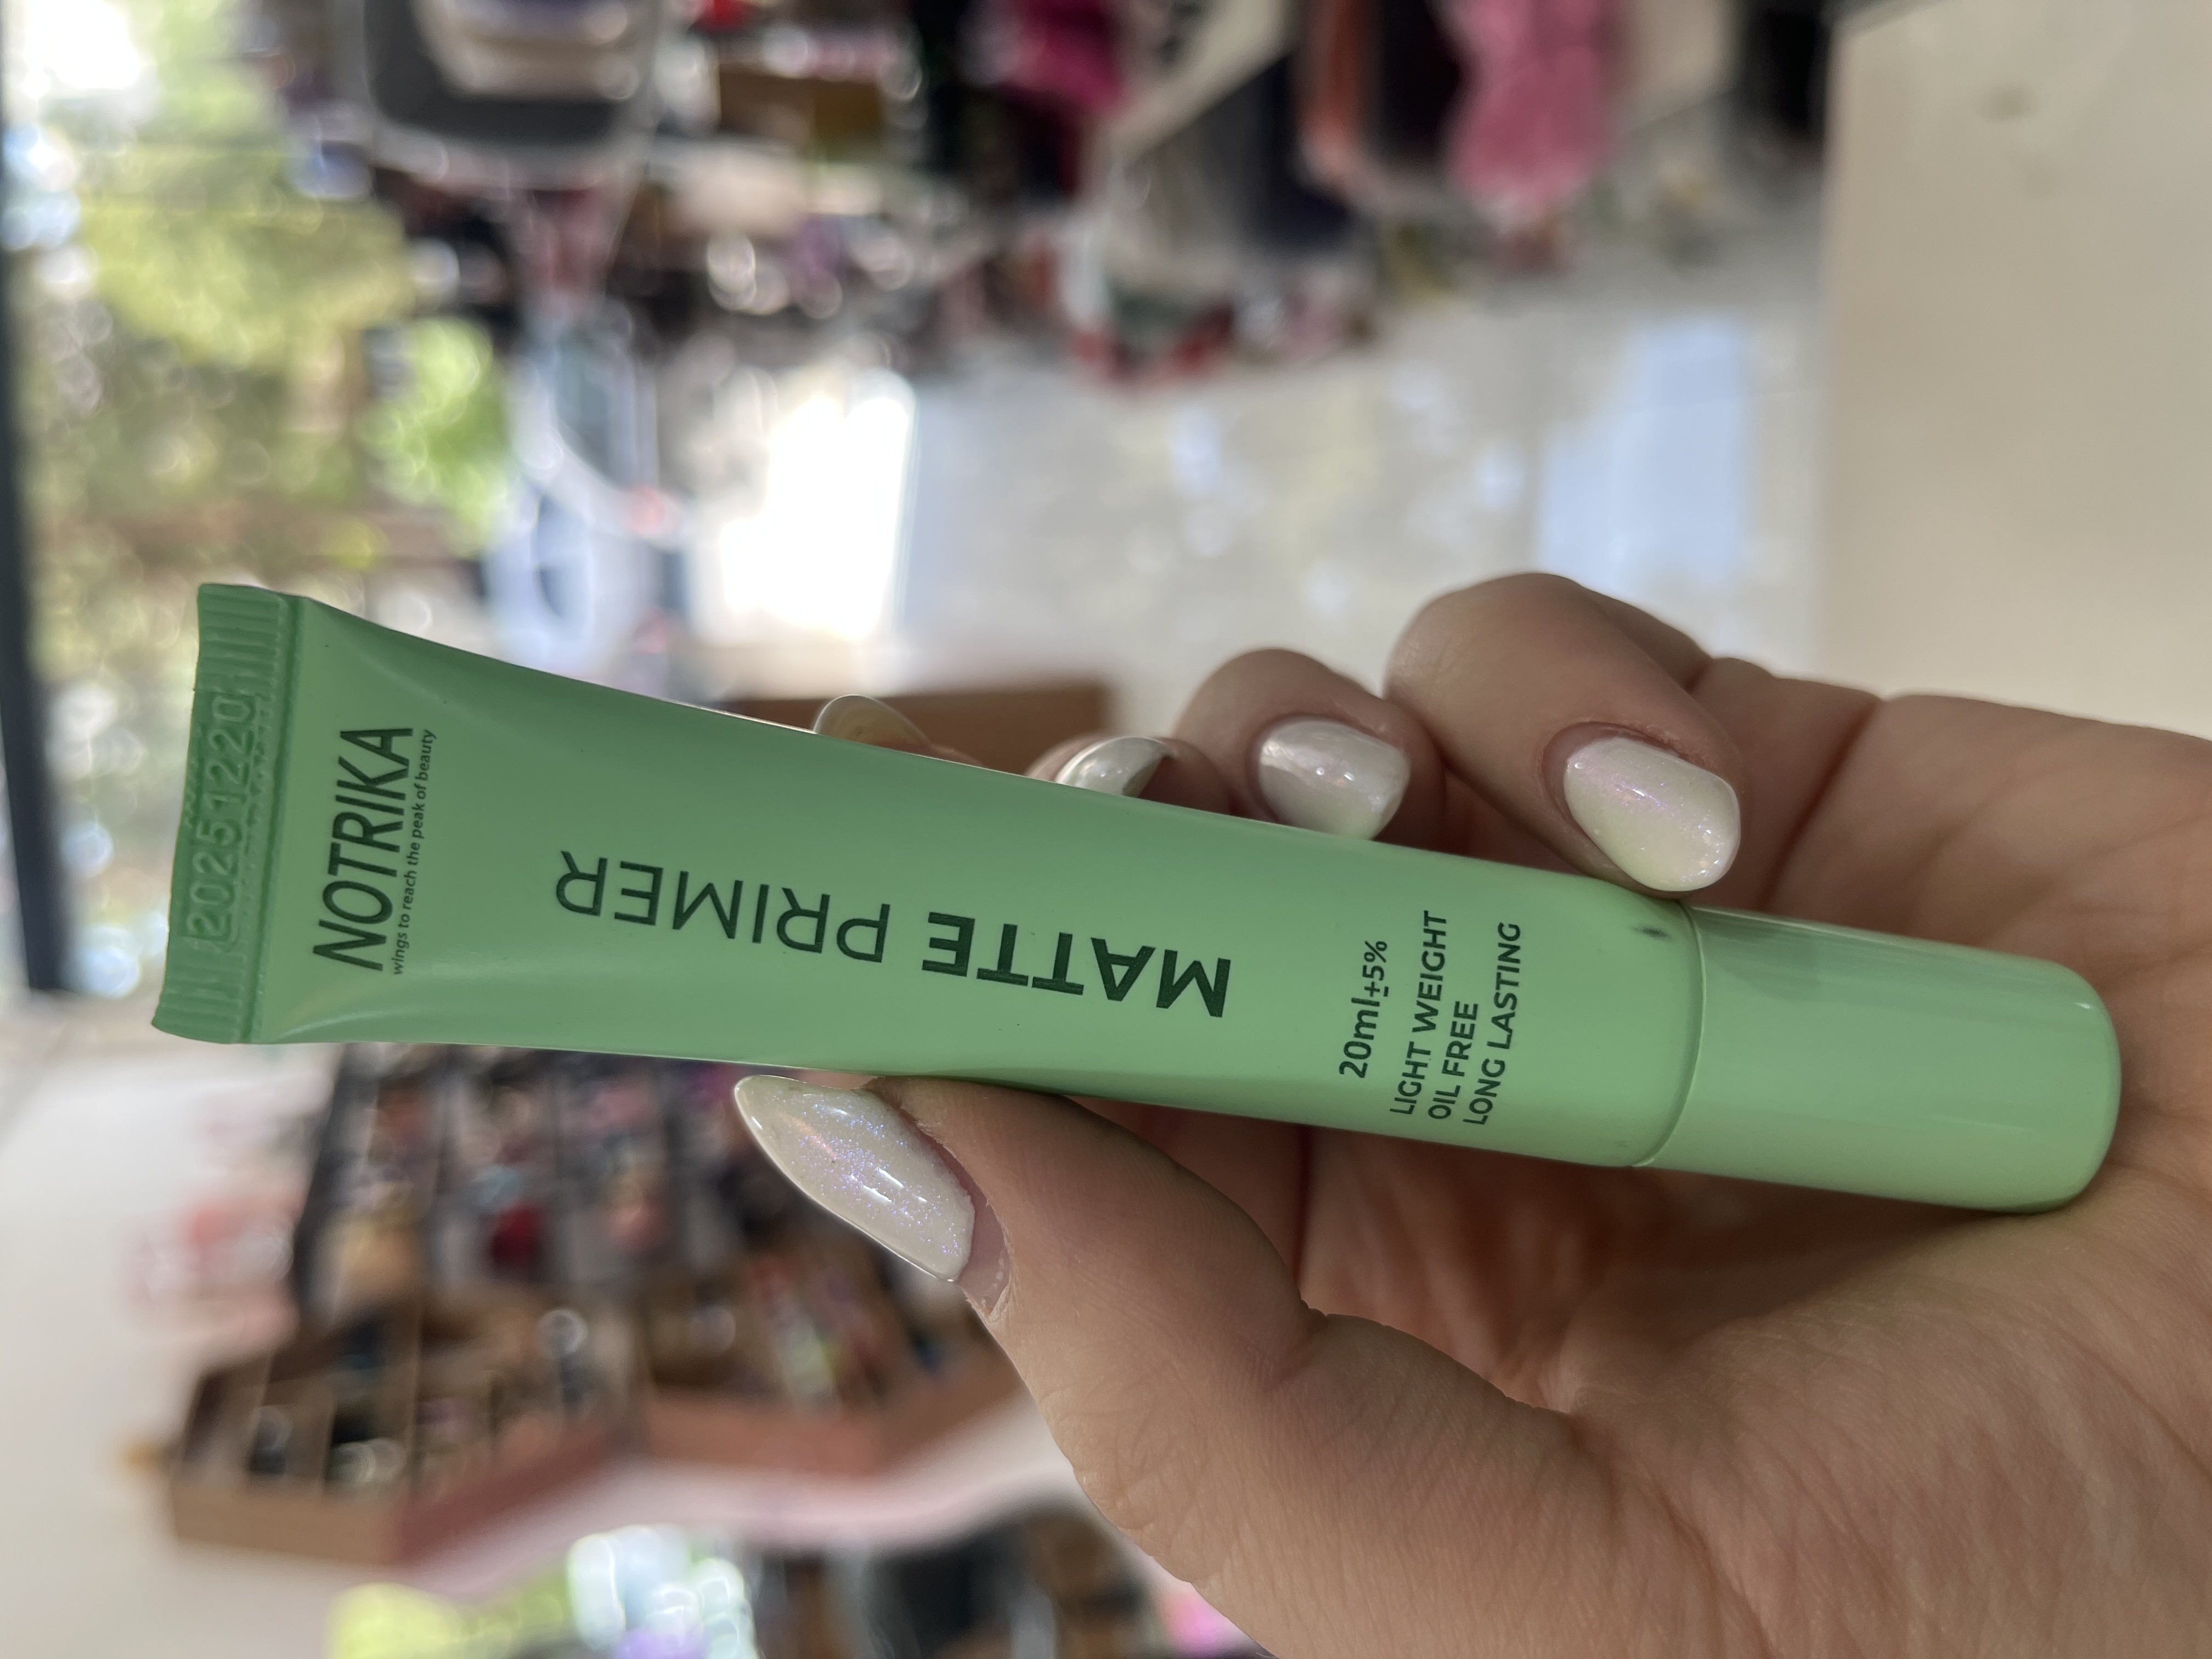 20251220
NOTRIKA
wings to reach the peak of beauty
MATTE PRIMER
20ml±5%
LIGHT WEIGHT
OIL FREE
LONG LASTING